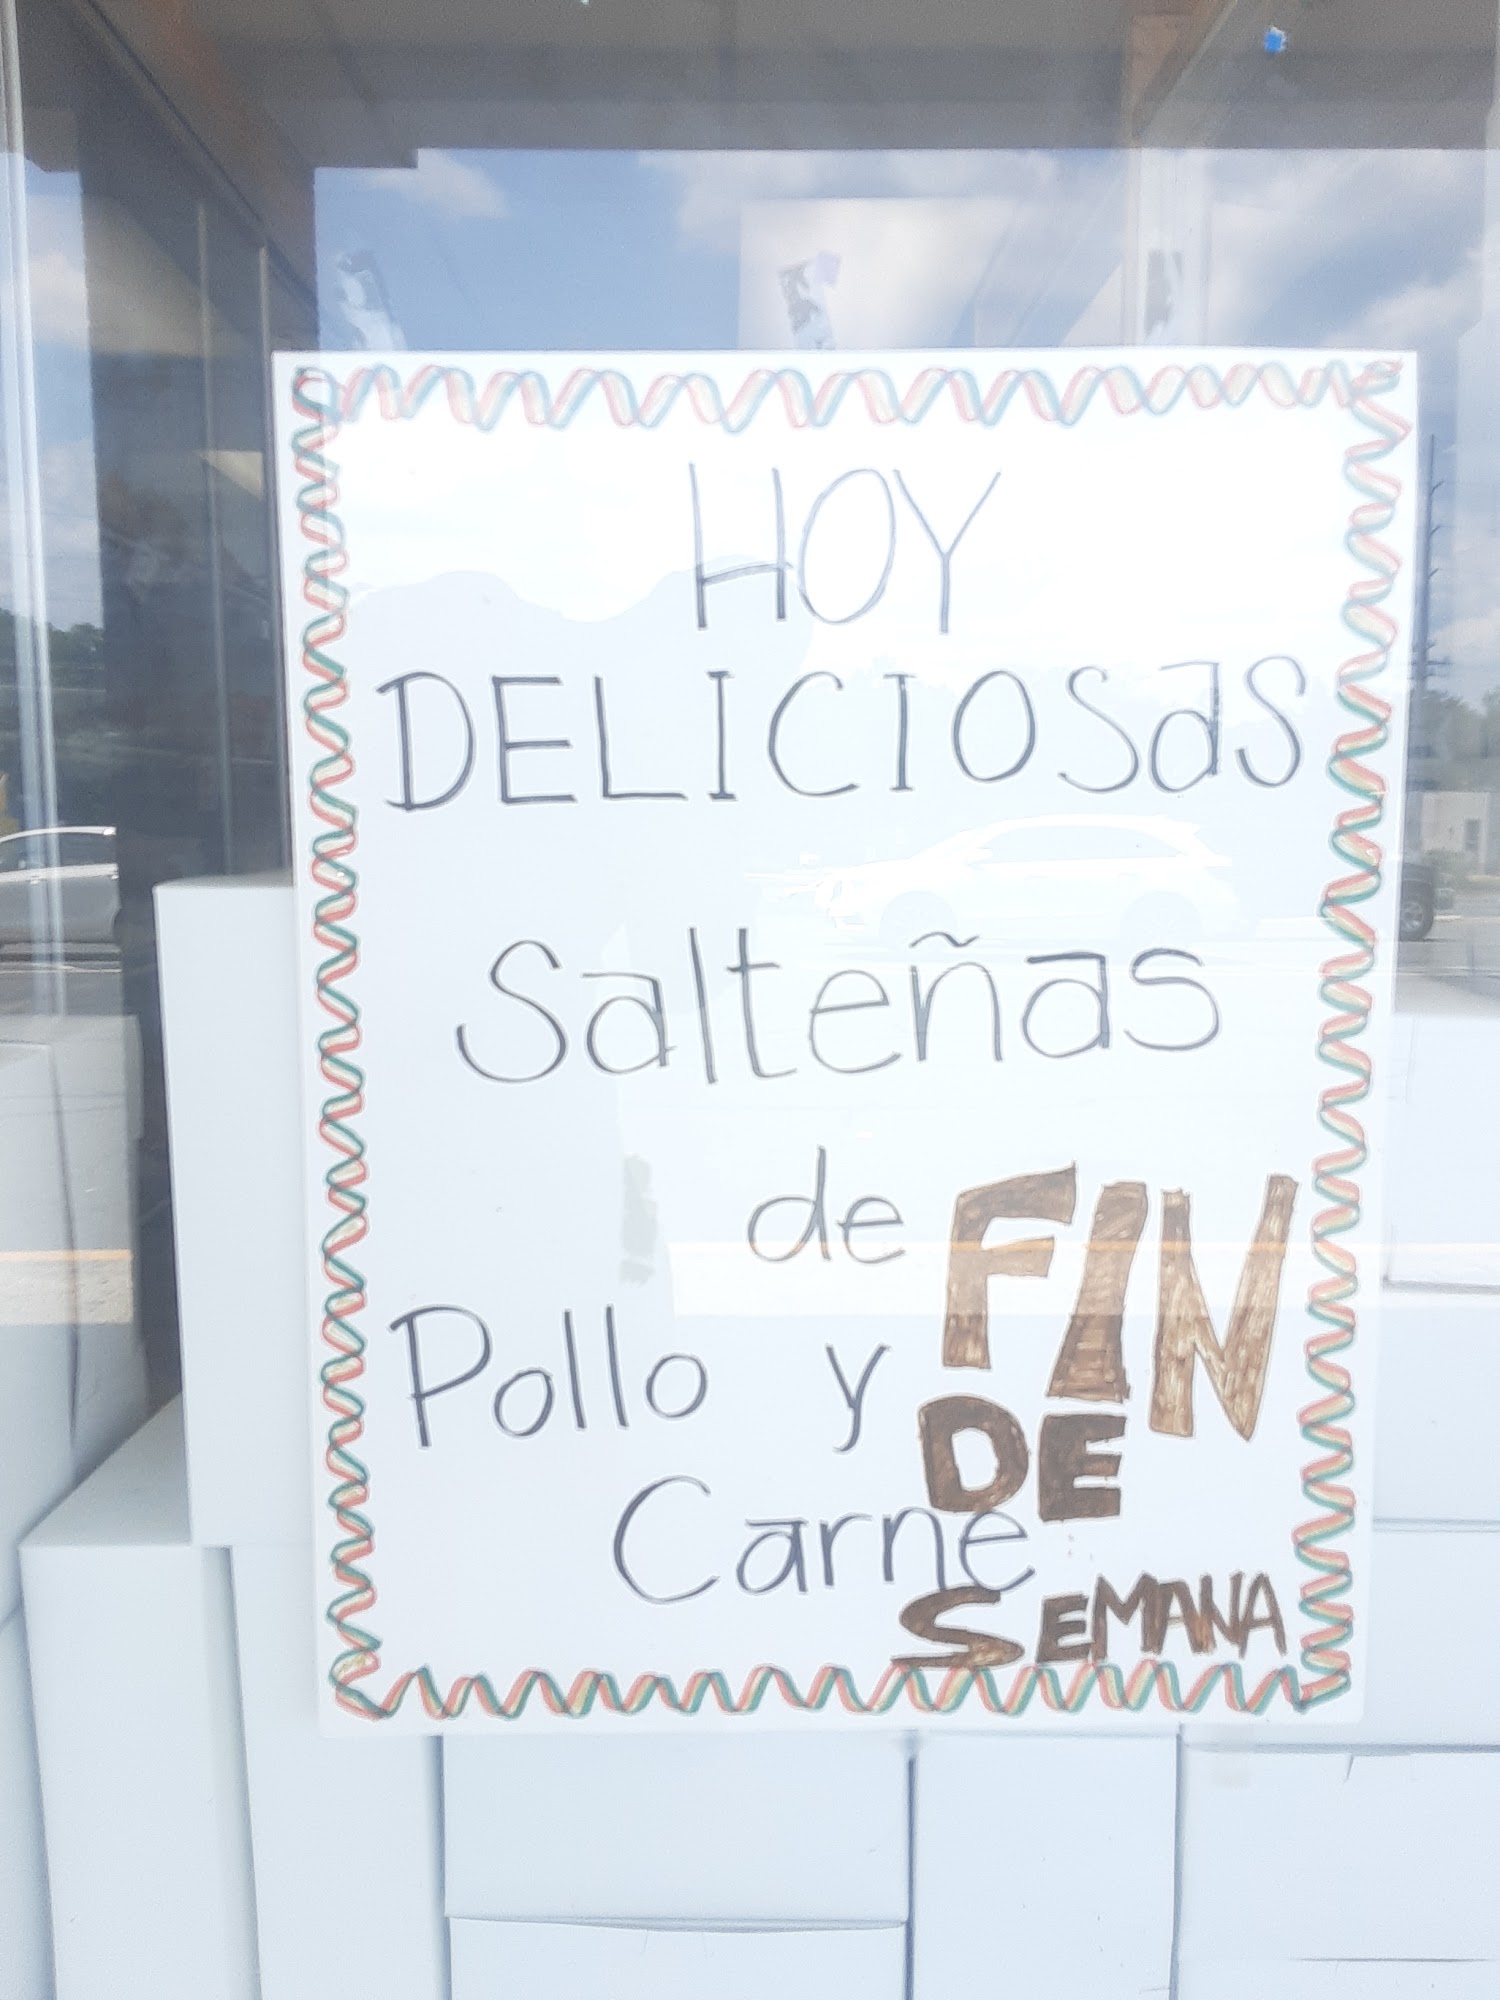 HOY
DELICIOSaS
Salteñas
de
Pollo y
Carne
FIN
DE
SEMANA